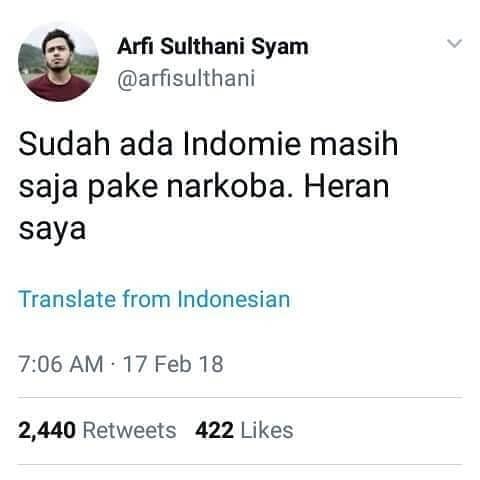 Arfi Sulthani Syam
@arfisulthani
Sudah ada Indomie masih
saja pake narkoba. Heran
saya
Translate from Indonesian
7:06 AM · 17 Feb 18
2,440 Retweets 422 Likes